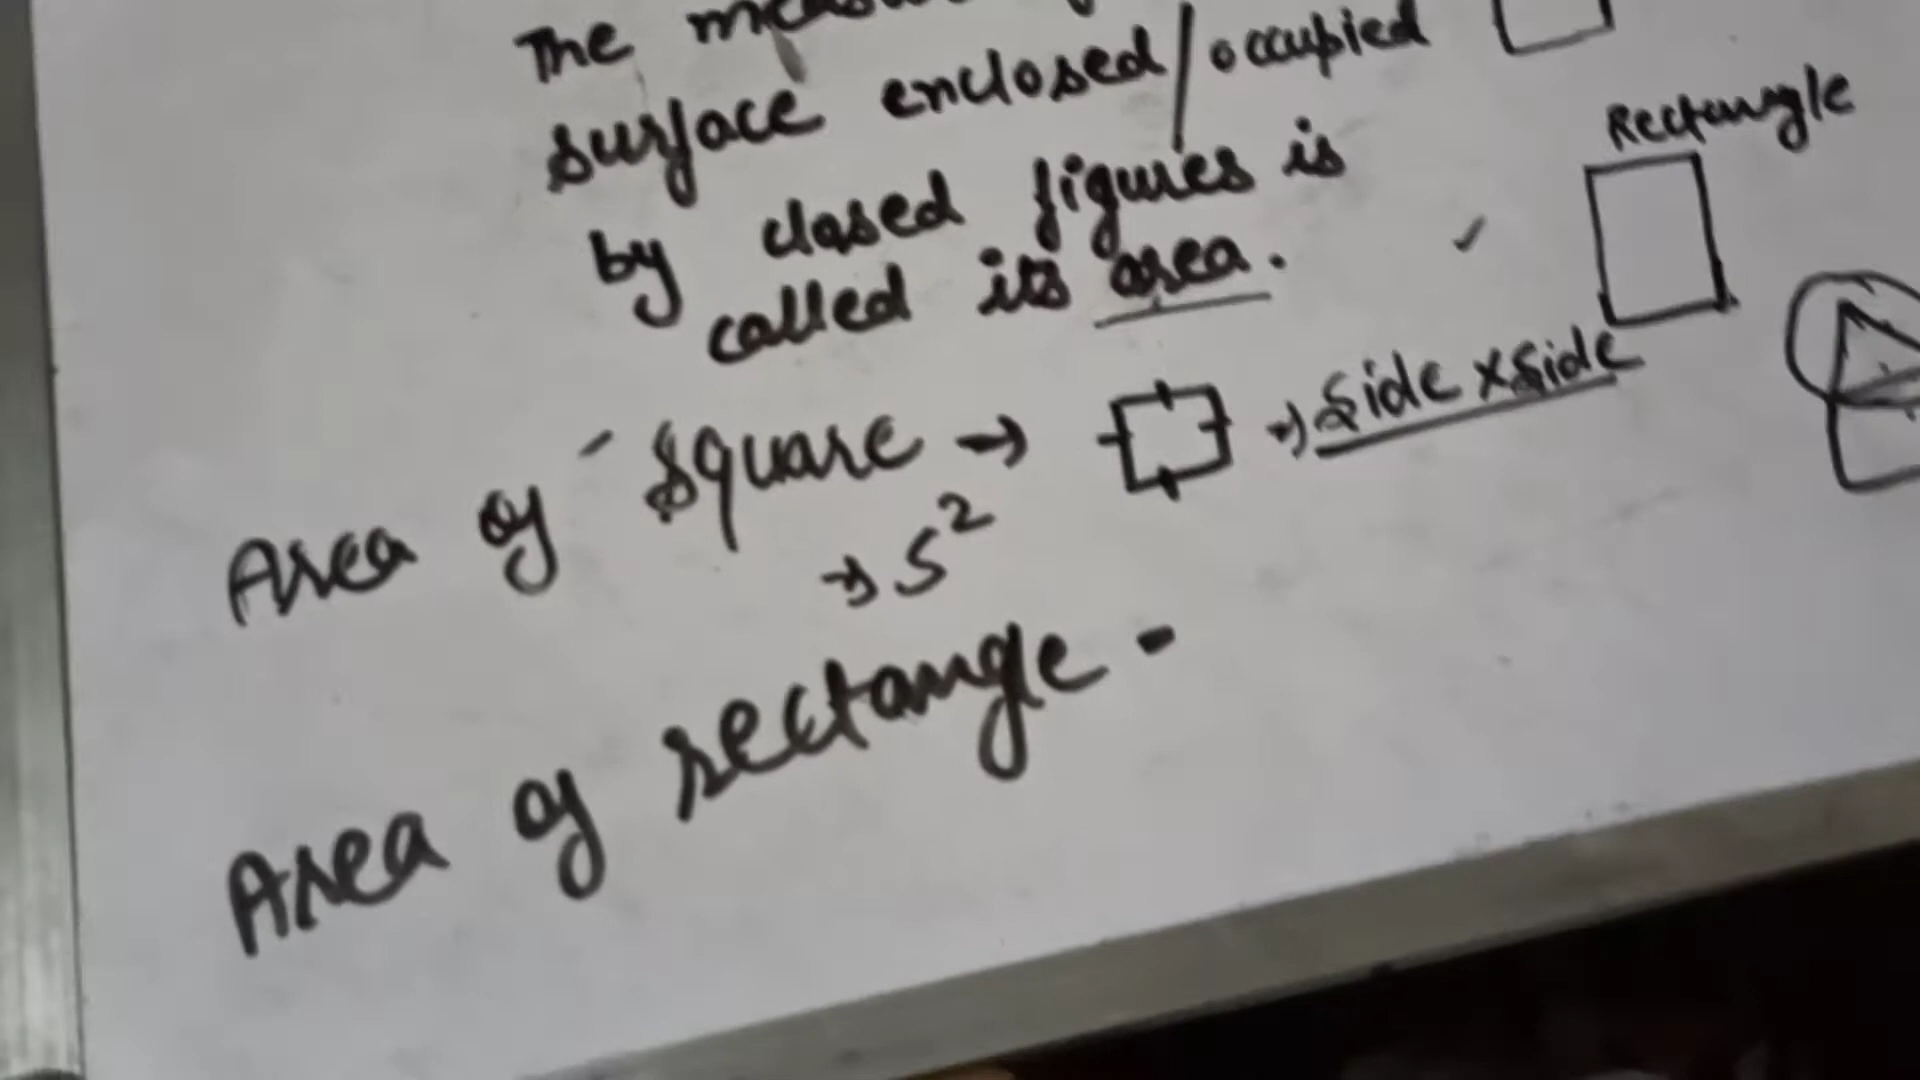 The
surface enclosed/occupied
by closed figures is
called its area.
Rectangle
Area of square → → Side x Side
→ S²
Area of rectangle -